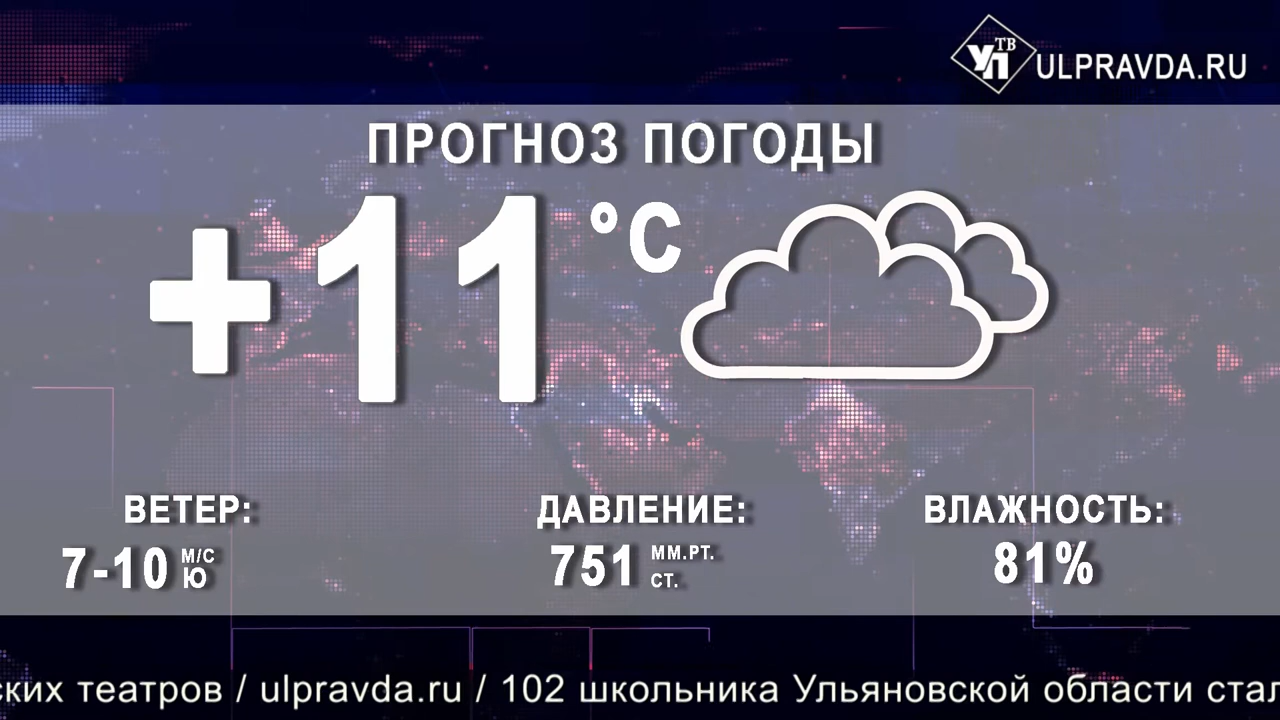 УП ТВ ULPRAVDA.RU
ПРОГНОЗ ПОГОДЫ
+11 °C
ВЕТЕР:
7-10 М/С
Ю
ДАВЛЕНИЕ:
751 ММ.РТ.
СТ.
ВЛАЖНОСТЬ:
81%
ских театров / ulpravda.ru / 102 школьника Ульяновской области стал